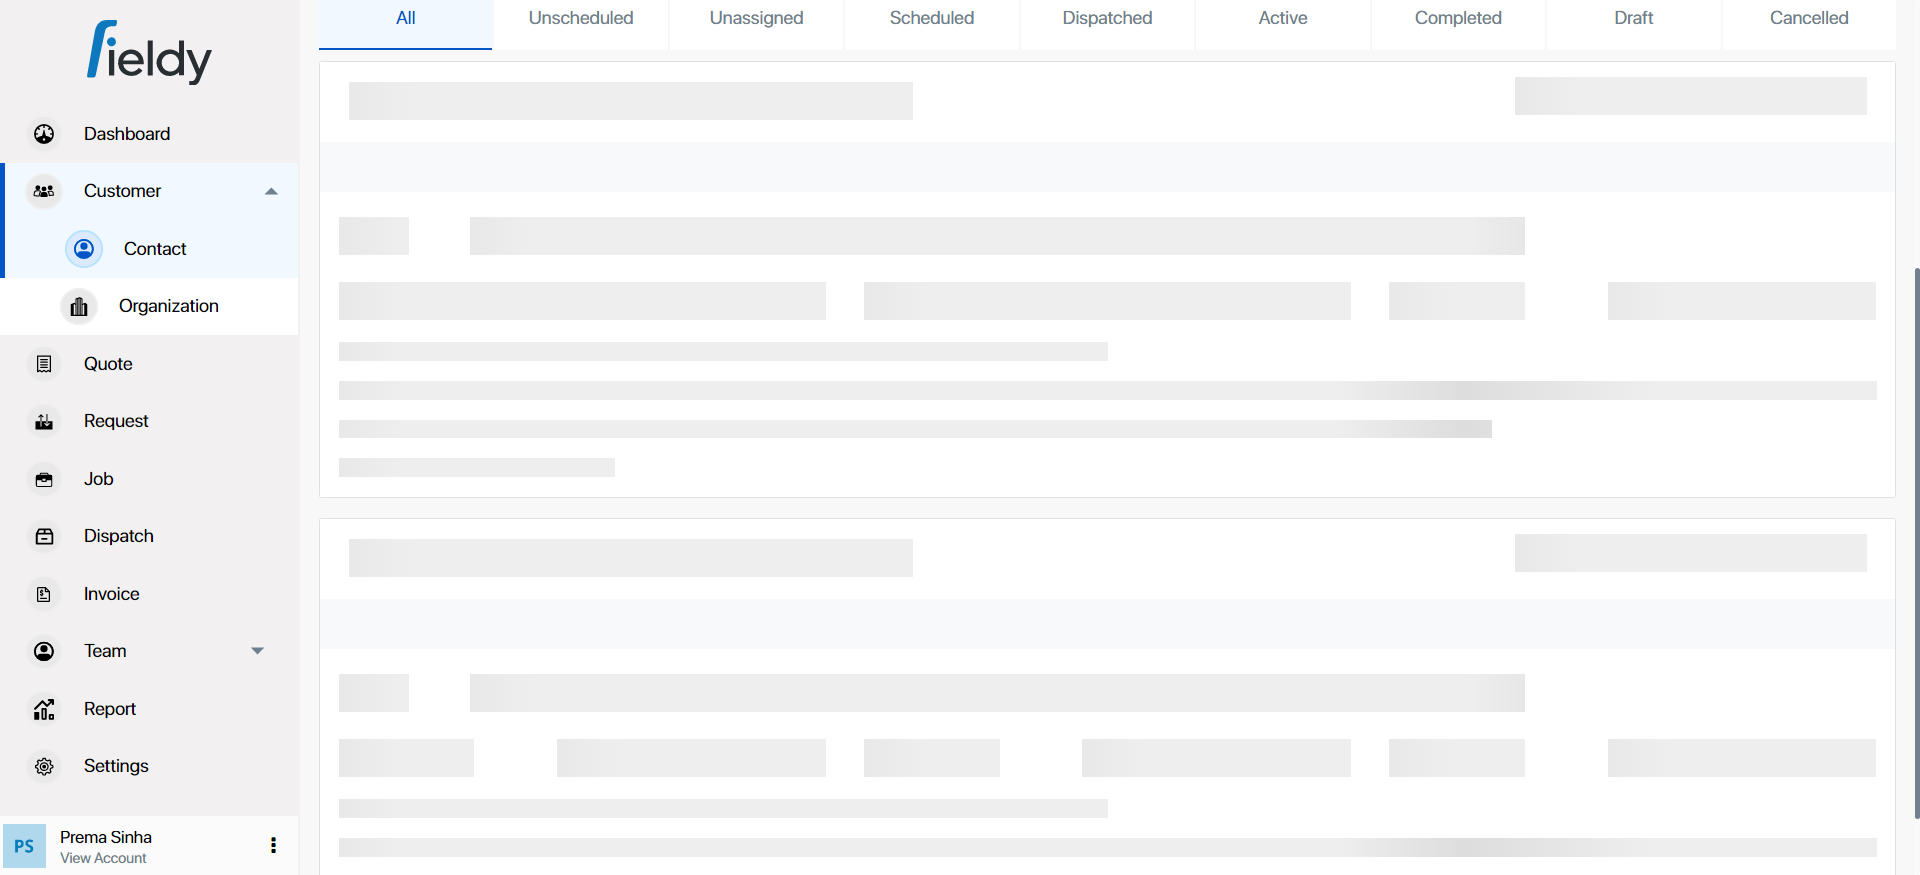 fieldy
All
Unscheduled
Unassigned
Scheduled
Dispatched
Active
Completed
Draft
Cancelled
Dashboard
Customer
Contact
Organization
Quote
Request
Job
Dispatch
Invoice
Team
Report
Settings
PS
Prema Sinha
View Account